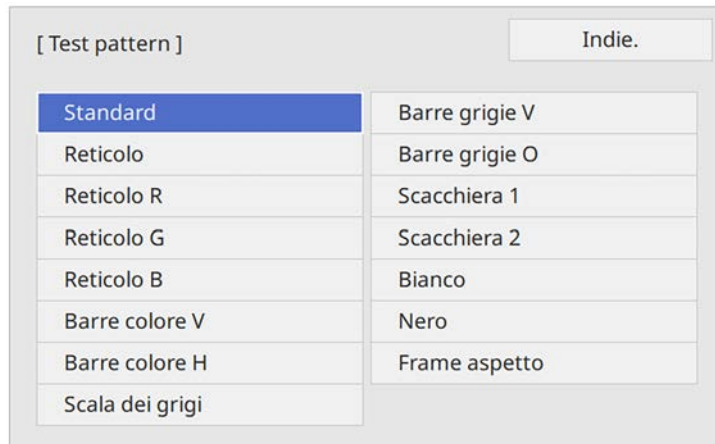 [ Test pattern ]
Indie.
Standard
Reticolo
Reticolo R
Reticolo G
Reticolo B
Barre colore V
Barre colore H
Scala dei grigi
Barre grigie V
Barre grigie O
Scacchiera 1
Scacchiera 2
Bianco
Nero
Frame aspetto